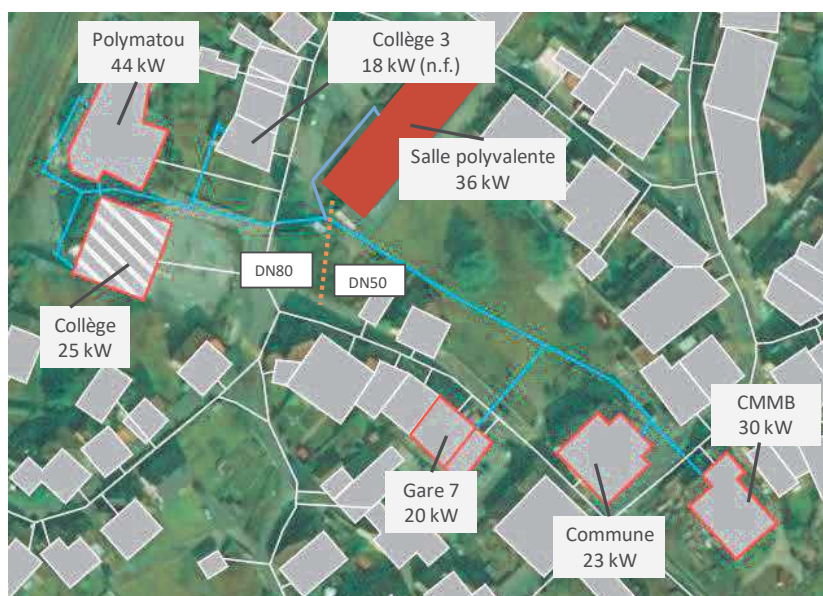 Polymatou
44 kW
Collège 3
18 kW (n.f.)
Salle polyvalente
36 kW
DN80
DN50
Collège
25 kW
CMMB
30 kW
Gare 7
20 kW
Commune
23 kW